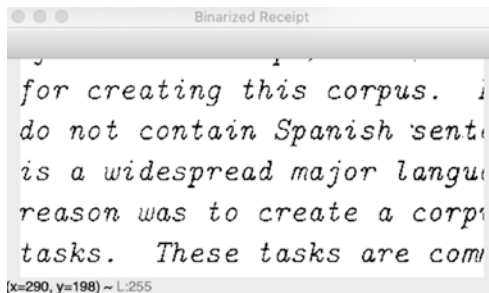 Binarized Receipt
for creating this corpus.
do not contain Spanish
is a widespread major
reason was to create a
tasks. These tasks are
(x=290, y=198) ~ L:255